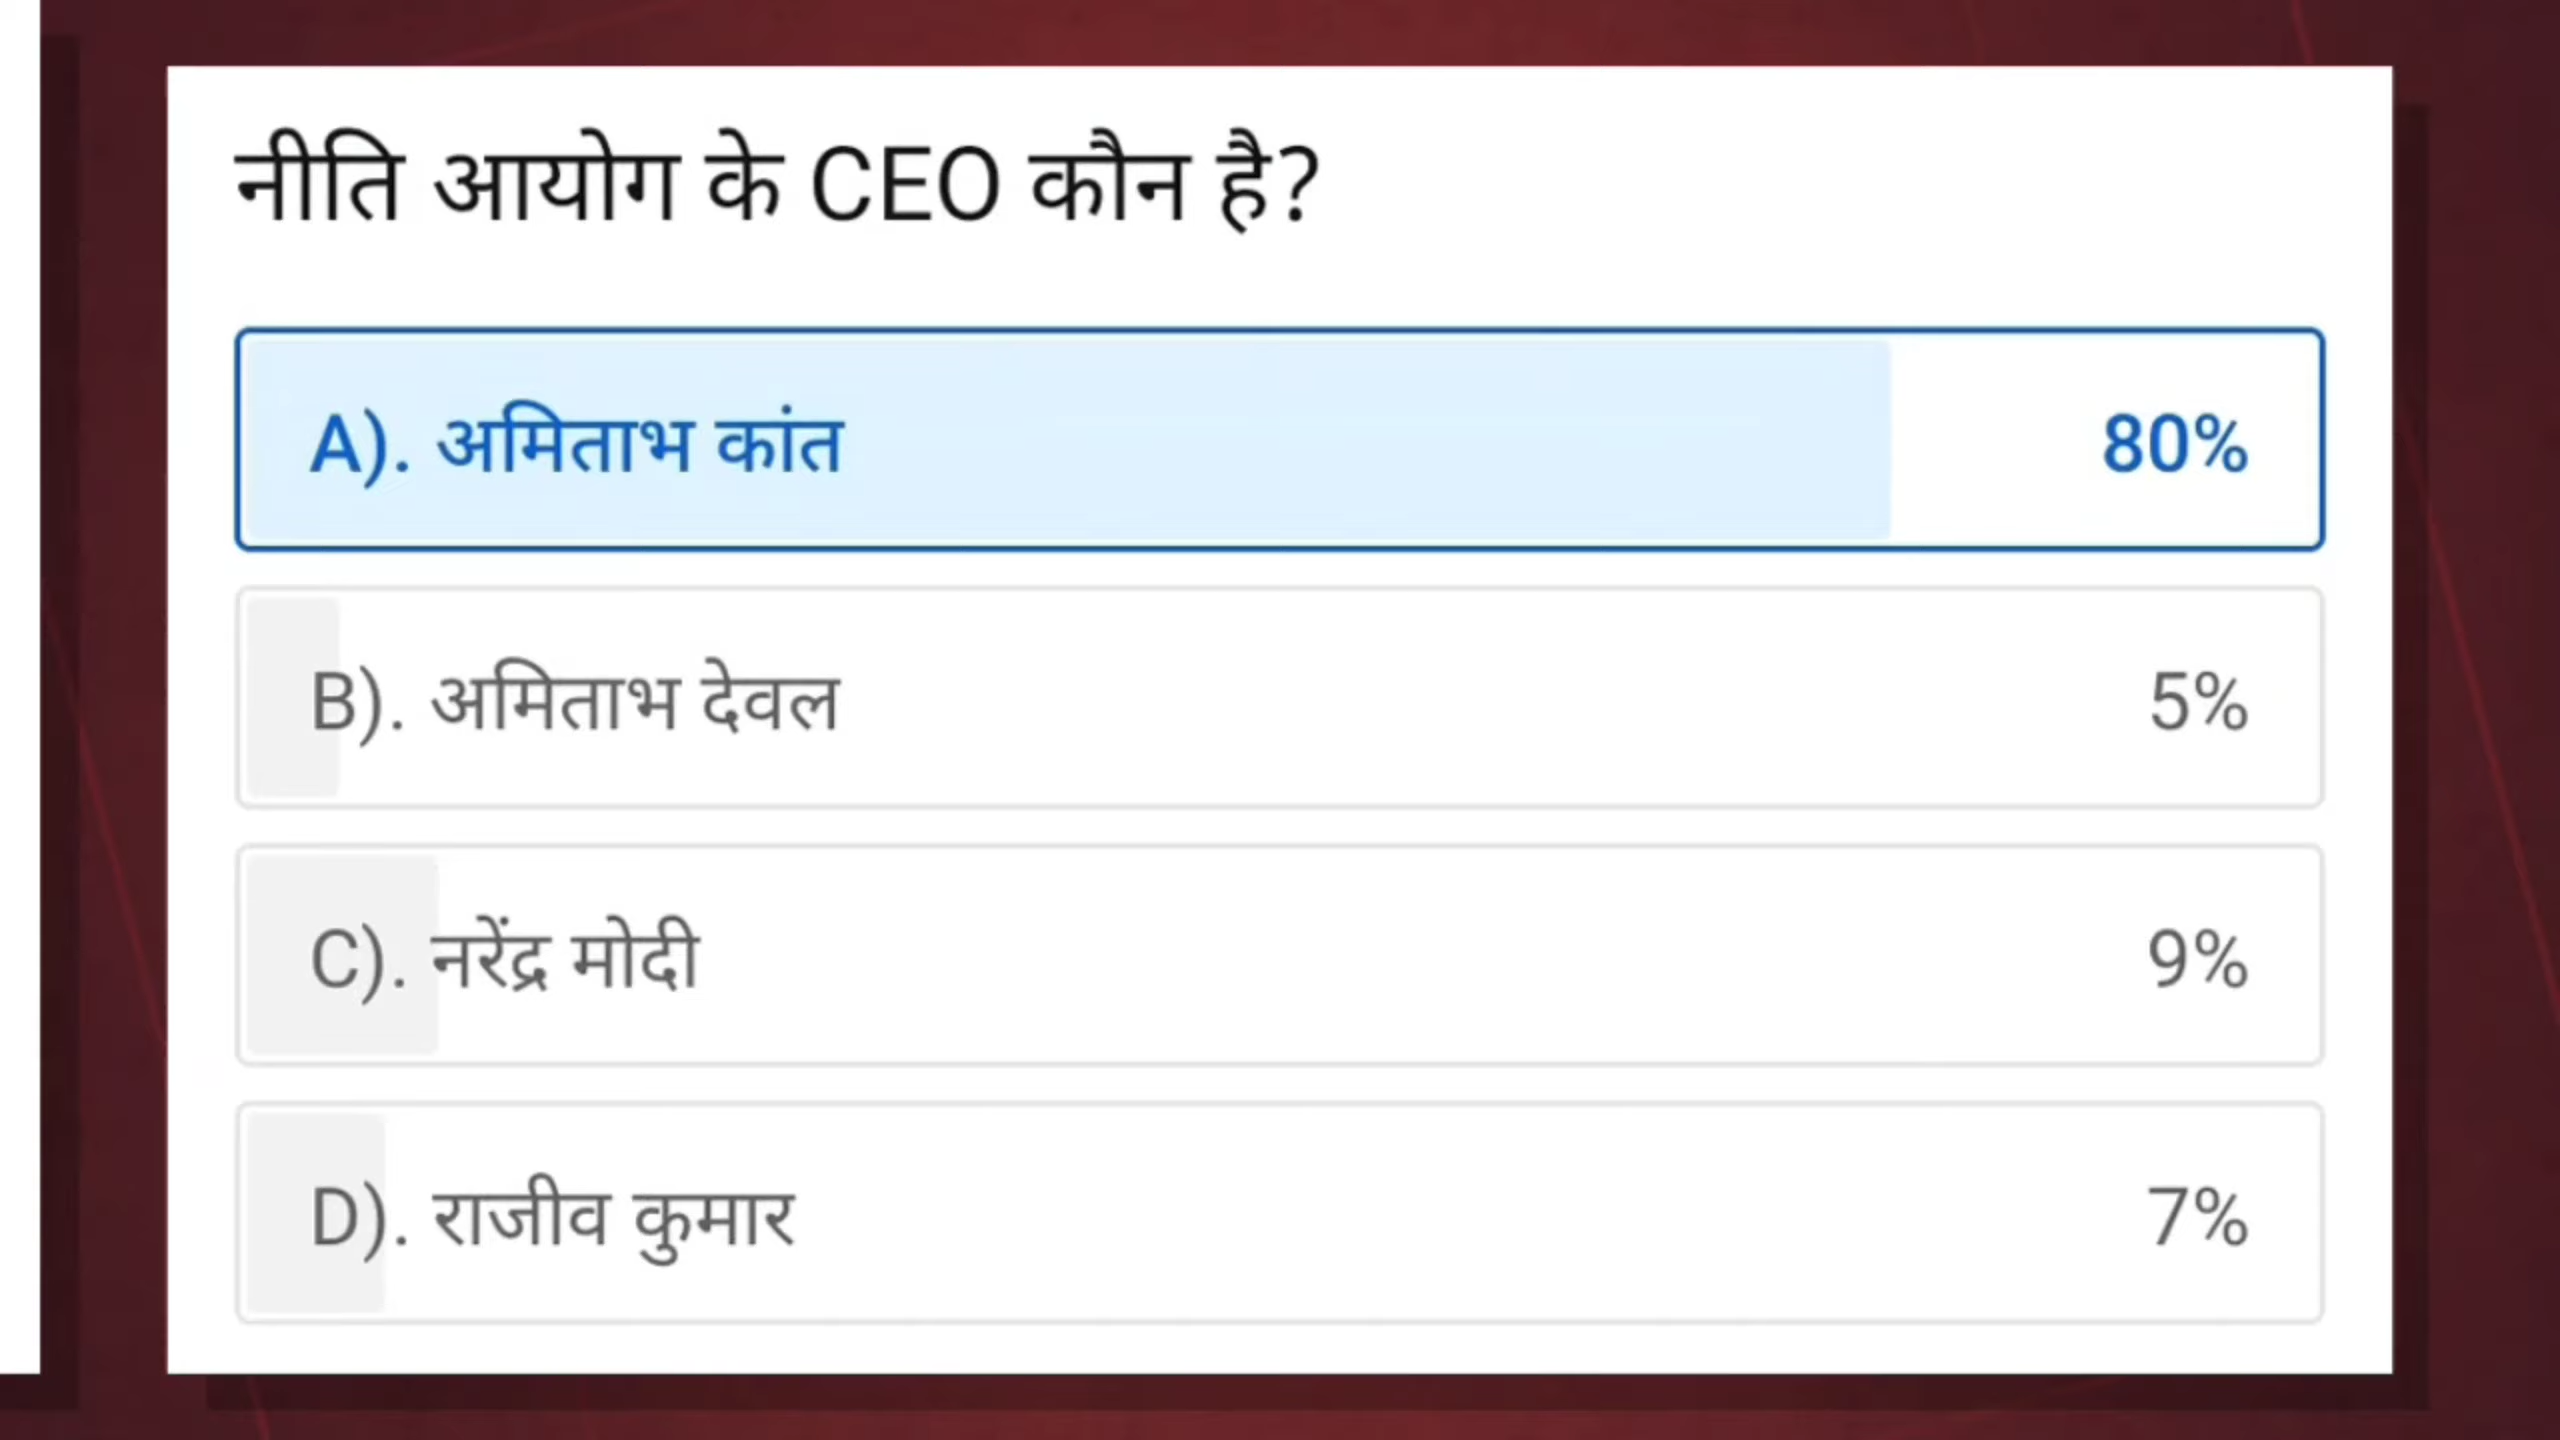 नीति आयोग के CEO कौन है?
A). अमिताभ कांत 80%
B). अमिताभ देवल 5%
C). नरेंद्र मोदी 9%
D). राजीव कुमार 7%